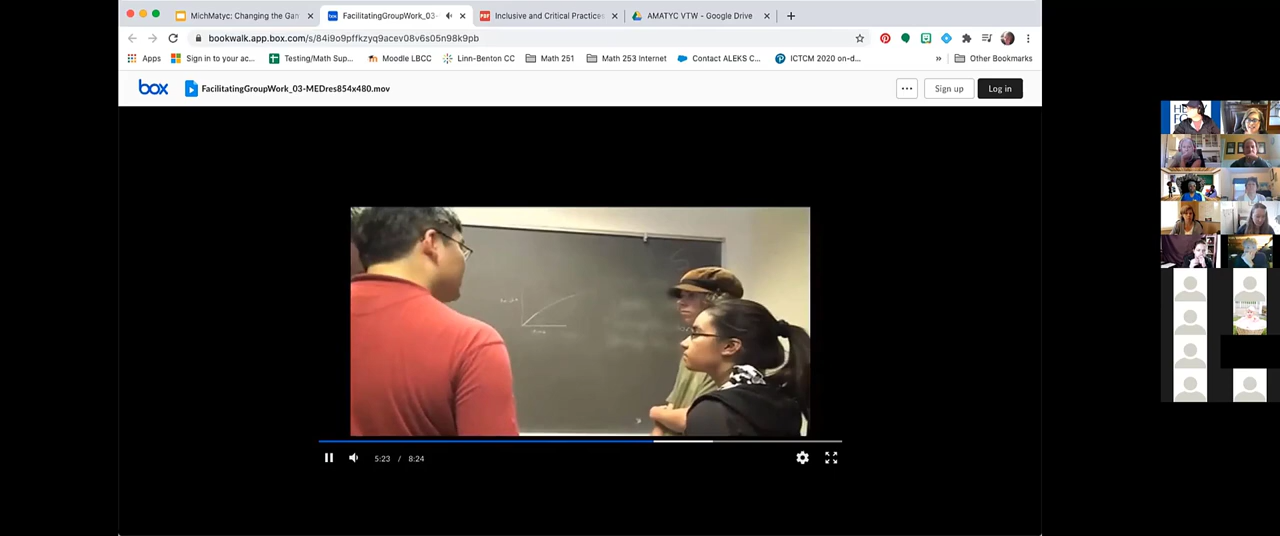 MichMatyc: Changing the Gan
FacilitatingGroupWork_03-
Inclusive and Critical Practices
AMATYC VTW - Google Drive
bookwalk.app.box.com/s/84i9o9pffkzyq9acev08v6s05n98k9pb
Apps
Sign in to your ac...
Testing/Math Sup...
Moodle LBCC
Linn-Benton CC
Math 251
Math 253 Internet
Contact ALEKS C...
ICTCM 2020 on-d...
»
Other Bookmarks
box
FacilitatingGroupWork_03-MEDres854x480.mov
Sign up
Log in
5:23 / 8:24